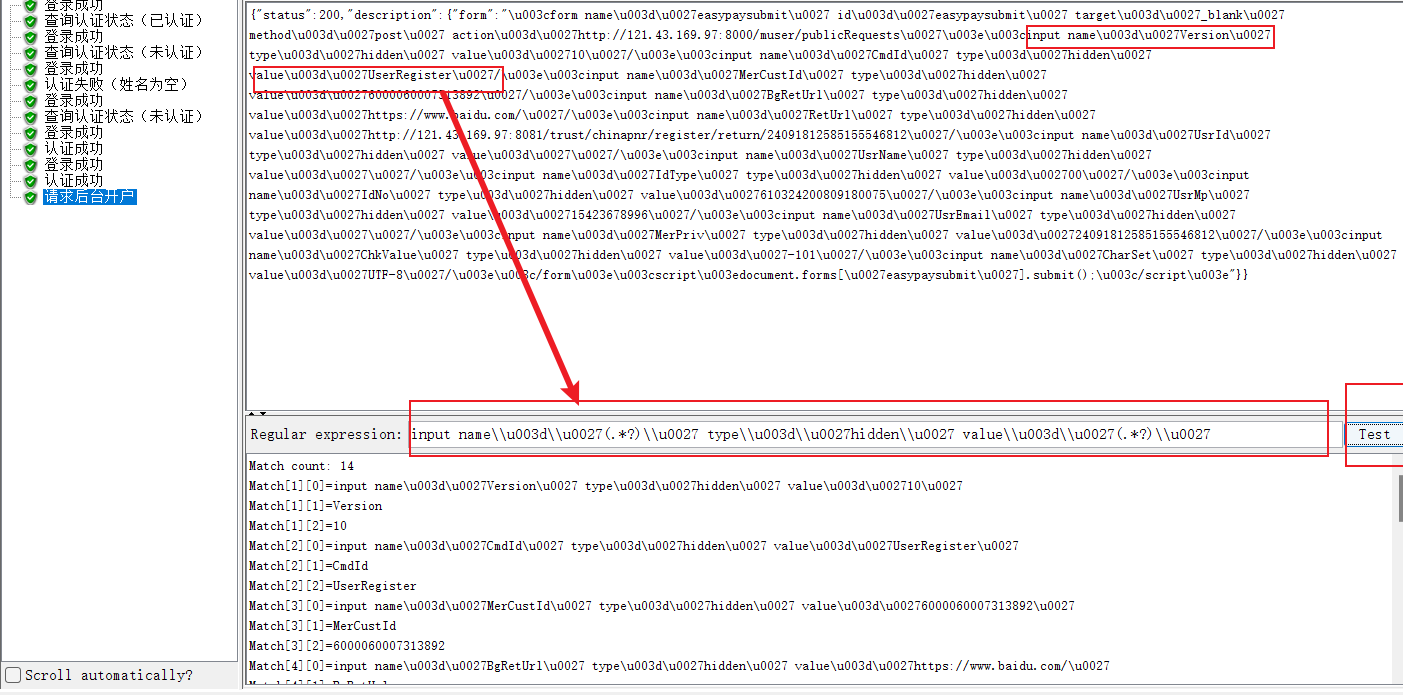 登录成功
查询认证状态（已认证）
登录成功
查询认证状态（未认证）
登录成功
认证失败（姓名为空）
登录成功
查询认证状态（未认证）
登录成功
认证成功
登录成功
认证成功
请求后台开户
Scroll automatically?
{"status":200,"description":{"form":"\u003cform name\u003d\u0027easypaysubmit\u0027 id\u003d\u0027easypaysubmit\u0027 target\u003d\u0027_blank\u0027
method\u003d\u0027post\u0027 action\u003d\u0027http://121.43.169.97:8000/muser/publicRequests\u0027\u003e\u003cinput name\u003d\u0027Version\u0027
type\u003d\u0027hidden\u0027 value\u003d\u002710\u0027/\u003e\u003cinput name\u003d\u0027CmdId\u0027 type\u003d\u0027hidden\u0027
value\u003d\u0027UserRegister\u0027/\u003e\u003cinput name\u003d\u0027MerCustId\u0027 type\u003d\u0027hidden\u0027
value\u003d\u00276000060007313892\u0027/\u003e\u003cinput name\u003d\u0027BgRetUrl\u0027 type\u003d\u0027hidden\u0027
value\u003d\u0027https://www.baidu.com/\u0027/\u003e\u003cinput name\u003d\u0027RetUrl\u0027 type\u003d\u0027hidden\u0027
value\u003d\u0027http://121.43.169.97:8081/trust/chinapnr/register/return/24091812585155546812\u0027/\u003e\u003cinput name\u003d\u0027UsrId\u0027
type\u003d\u0027hidden\u0027 value\u003d\u0027\u0027/\u003e\u003cinput name\u003d\u0027UsrName\u0027 type\u003d\u0027hidden\u0027
value\u003d\u0027\u0027/\u003e\u003cinput name\u003d\u0027IdType\u0027 type\u003d\u0027hidden\u0027 value\u003d\u002700\u0027/\u003e\u003cinput
name\u003d\u0027IdNo\u0027 type\u003d\u0027hidden\u0027 value\u003d\u0027610324200809180075\u0027/\u003e\u003cinput name\u003d\u0027UsrMp\u0027
type\u003d\u0027hidden\u0027 value\u003d\u002715423678996\u0027/\u003e\u003cinput name\u003d\u0027UsrEmail\u0027 type\u003d\u0027hidden\u0027
value\u003d\u0027\u0027/\u003e\u003cinput name\u003d\u0027MerPriv\u0027 type\u003d\u0027hidden\u0027 value\u003d\u002724091812585155546812\u0027/\u003e\u003cinput
name\u003d\u0027ChkValue\u0027 type\u003d\u0027hidden\u0027 value\u003d\u0027-101\u0027/\u003e\u003cinput name\u003d\u0027CharSet\u0027 type\u003d\u0027hidden\u0027
value\u003d\u0027UTF-8\u0027/\u003e\u003c/form\u003e\u003cscript\u003edocument.forms[\u0027easypaysubmit\u0027].submit();\u003c/script\u003e"}}
Regular expression: input name\\u003d\\u0027(.*?)\\u0027 type\\u003d\\u0027hidden\\u0027 value\\u003d\\u0027(.*?)\\u0027 Test
Match count: 14
Match[1][0]=input name\u003d\u0027Version\u0027 type\u003d\u0027hidden\u0027 value\u003d\u002710\u0027
Match[1][1]=Version
Match[1][2]=10
Match[2][0]=input name\u003d\u0027CmdId\u0027 type\u003d\u0027hidden\u0027 value\u003d\u0027UserRegister\u0027
Match[2][1]=CmdId
Match[2][2]=UserRegister
Match[3][0]=input name\u003d\u0027MerCustId\u0027 type\u003d\u0027hidden\u0027 value\u003d\u00276000060007313892\u0027
Match[3][1]=MerCustId
Match[3][2]=6000060007313892
Match[4][0]=input name\u003d\u0027BgRetUrl\u0027 type\u003d\u0027hidden\u0027 value\u003d\u0027https://www.baidu.com/\u0027